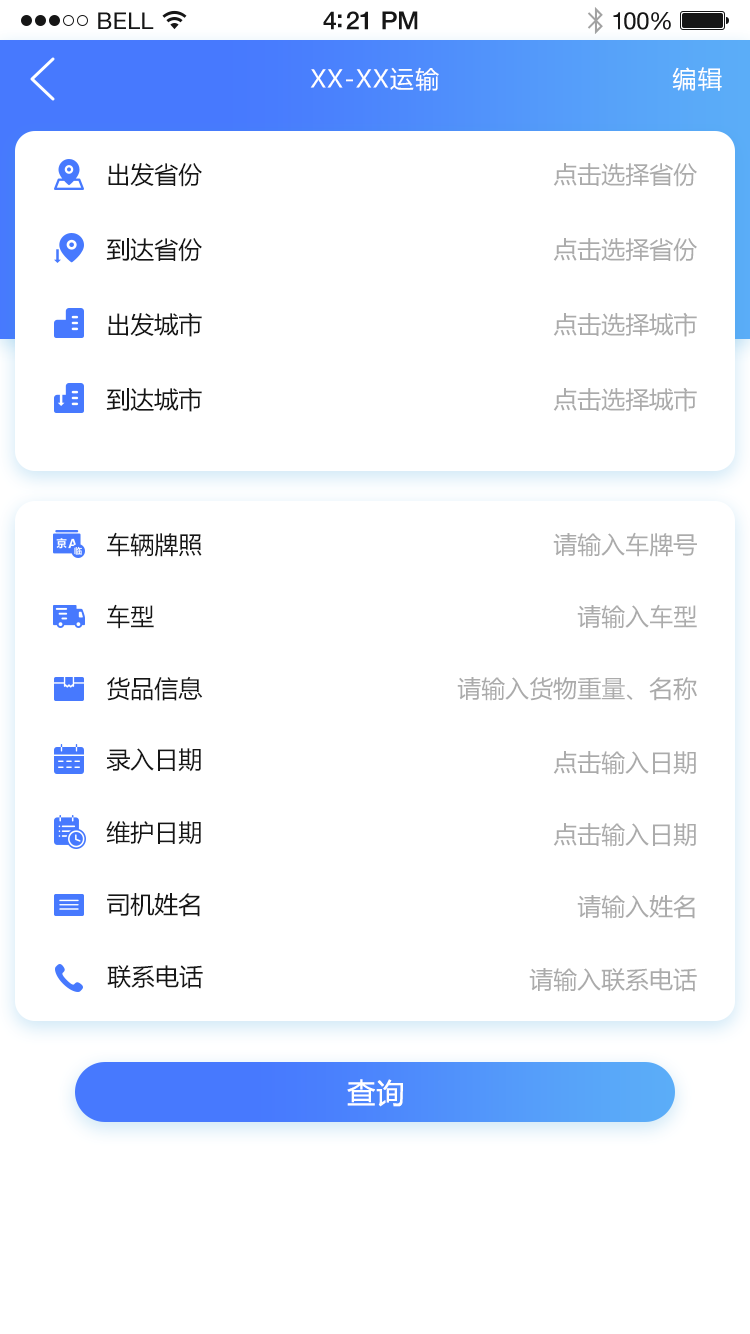 BELL 4:21 PM 100%
XX-XX运输 编辑
出发省份 点击选择省份
到达省份 点击选择省份
出发城市 点击选择城市
到达城市 点击选择城市
京A临 车辆牌照 请输入车牌号
车型 请输入车型
货品信息 请输入货物重量、名称
录入日期 点击输入日期
维护日期 点击输入日期
司机姓名 请输入姓名
联系电话 请输入联系电话
查询